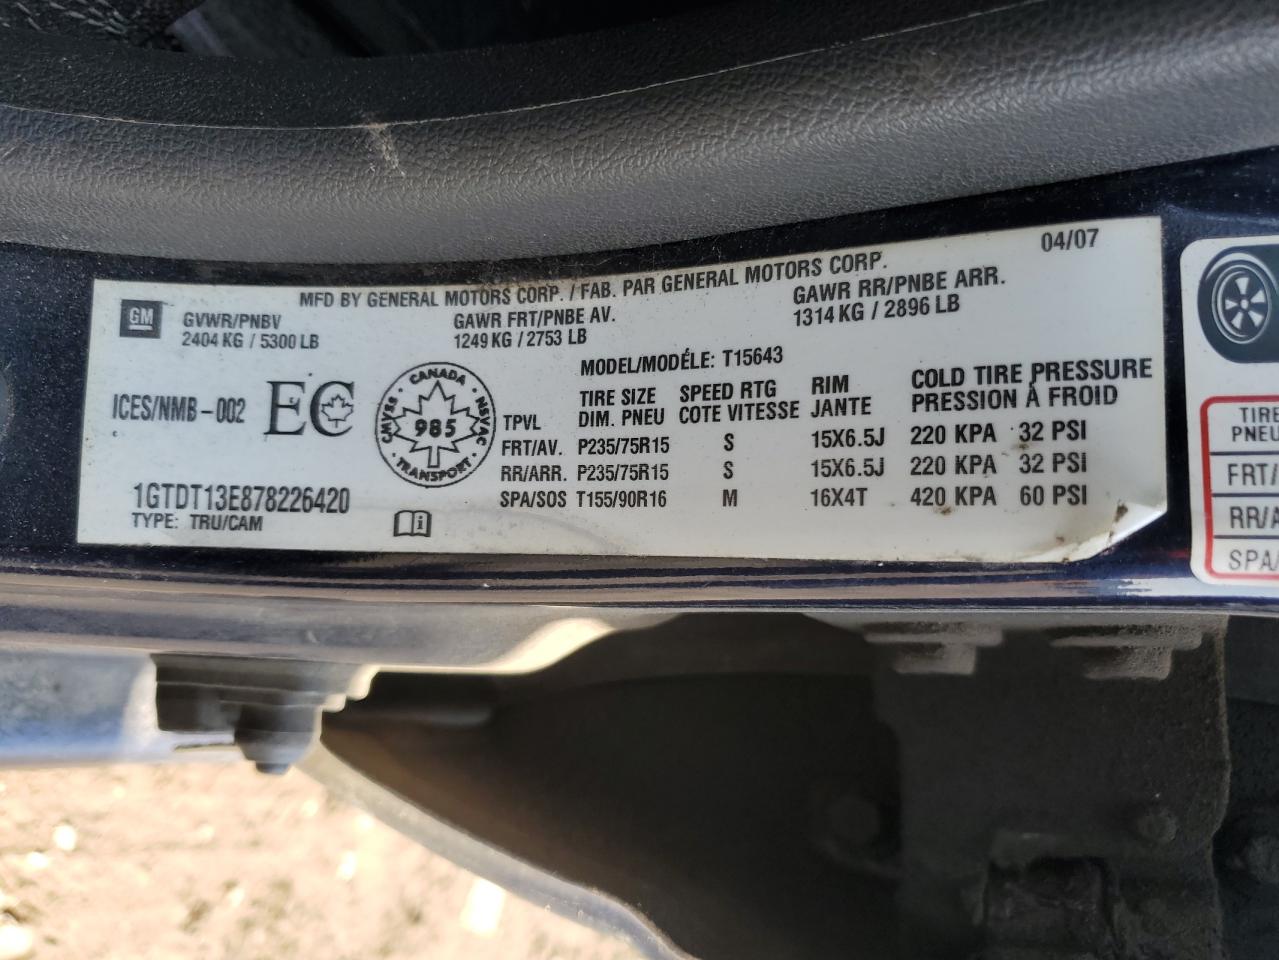 MFD BY GENERAL MOTORS CORP. / FAB. PAR GENERAL MOTORS CORP.
04/07
GM
GVWR/PNBV
2404 KG / 5300 LB
GAWR FRT/PNBE AV.
1249 KG / 2753 LB
GAWR RR/PNBE ARR.
1314 KG / 2896 LB
MODEL/MODÉLE: T15643
ICES/NMB-002
EC
CANADA
CMVSS
985
NSVAC
TRANSPORT
TPVL TIRE SIZE SPEED RTG RIM COLD TIRE PRESSURE
DIM. PNEU COTE VITESSE JANTE PRESSION À FROID
FRT/AV. P235/75R15 S 15X6.5J 220 KPA 32 PSI
RR/ARR. P235/75R15 S 15X6.5J 220 KPA 32 PSI
SPA/SOS T155/90R16 M 16X4T 420 KPA 60 PSI
1GTDT13E878226420
TYPE: TRU/CAM
TIRE
PNEU
FRT/
RR/A
SPA/